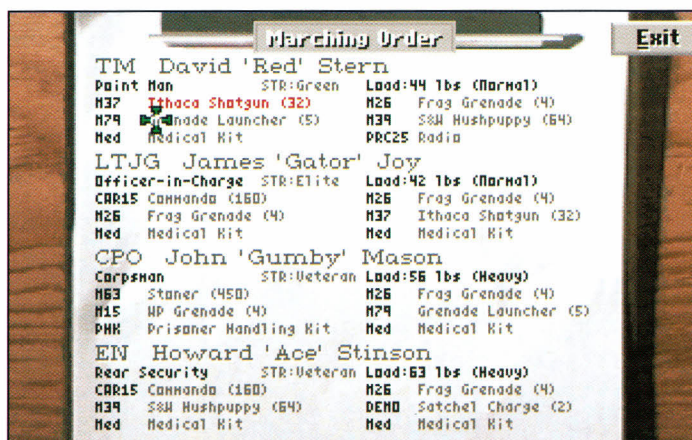 Marching Order
Exit
TM David 'Red' Stern
Point Man STR:Green Load:44 lbs (Normal)
M37 Ithaca Shotgun (32) M26 Frag Grenade (4)
M79 nade Launcher (5) M39 S&W Hushpuppy (64)
Med Medical Kit PRC25 Radio
LTJG James 'Gator' Joy
Officer-in-Charge STR:Elite Load:42 lbs (Normal)
CAR15 Commando (160) M26 Frag Grenade (4)
M26 Frag Grenade (4) M37 Ithaca Shotgun (32)
Med Medical Kit Med Medical Kit
CPO John 'Gumby' Mason
Corpsman STR:Veteran Load:56 lbs (Heavy)
M63 Stoner (450) M26 Frag Grenade (4)
M15 WP Grenade (4) M79 Grenade Launcher (5)
PHK Prisoner Handling Kit Med Medical Kit
EN Howard 'Ace' Stinson
Rear Security STR:Veteran Load:63 lbs (Heavy)
CAR15 Commando (160) M26 Frag Grenade (4)
M39 S&W Hushpuppy (64) DEMO Satchel Charge (2)
Med Medical Kit Med Medical Kit